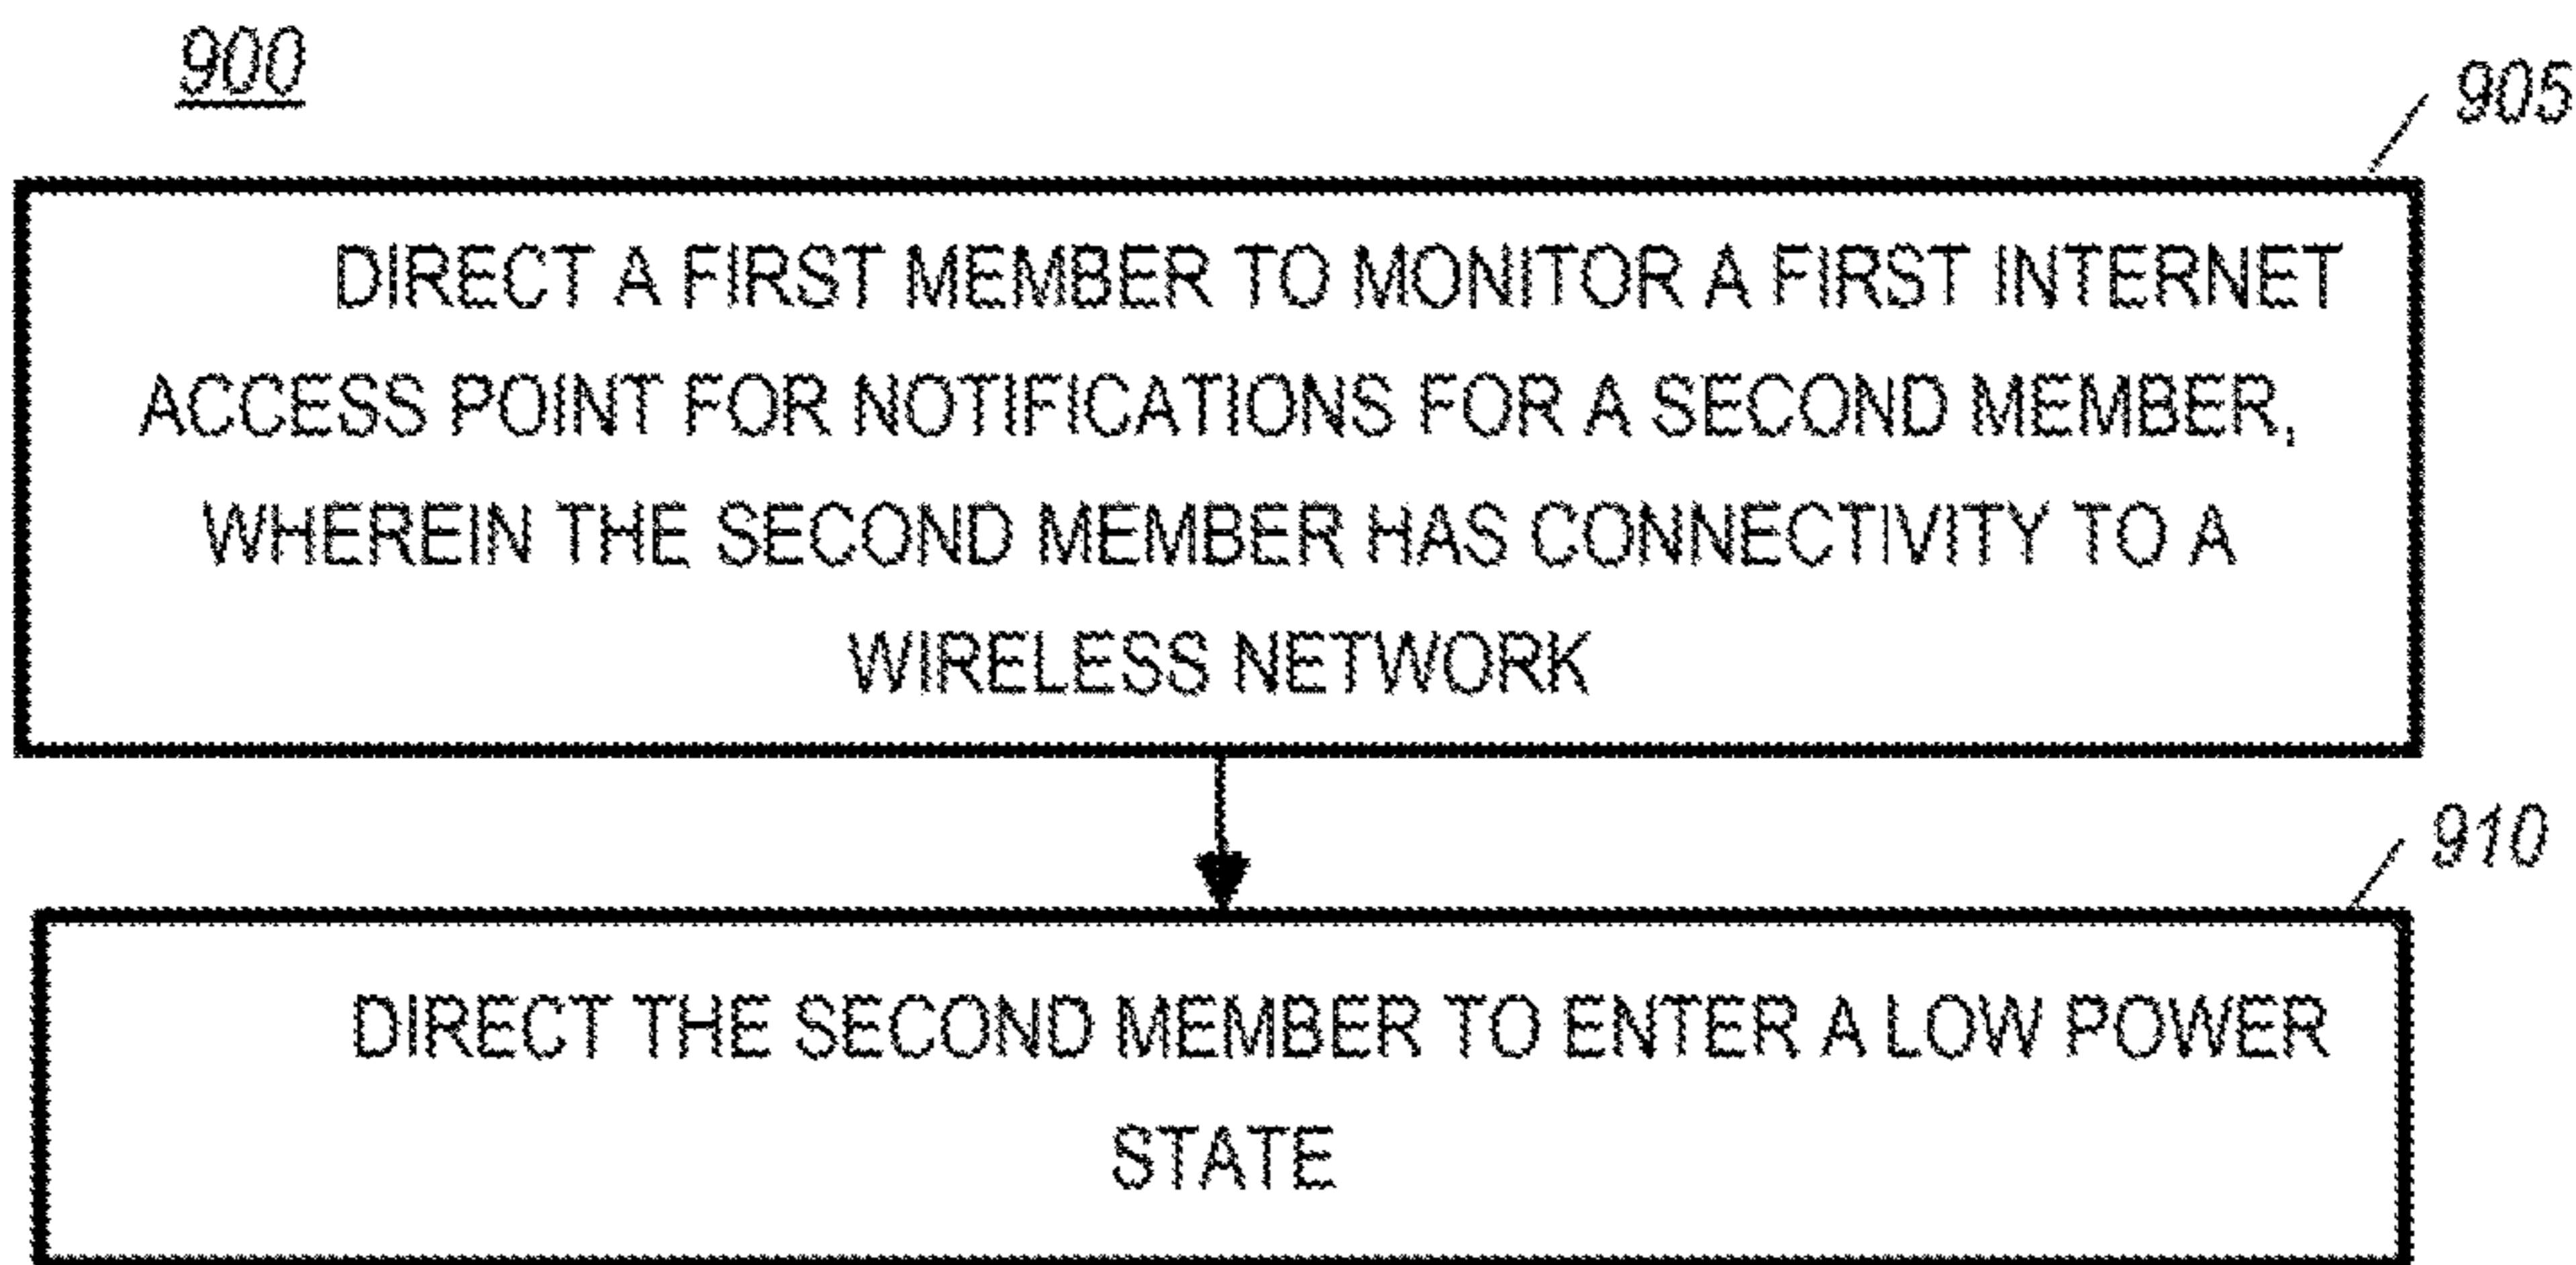 900
905
DIRECT A FIRST MEMBER TO MONITOR A FIRST INTERNET
ACCESS POINT FOR NOTIFICATIONS FOR A SECOND MEMBER,
WHEREIN THE SECOND MEMBER HAS CONNECTIVITY TO A
WIRELESS NETWORK
910
DIRECT THE SECOND MEMBER TO ENTER A LOW POWER
STATE